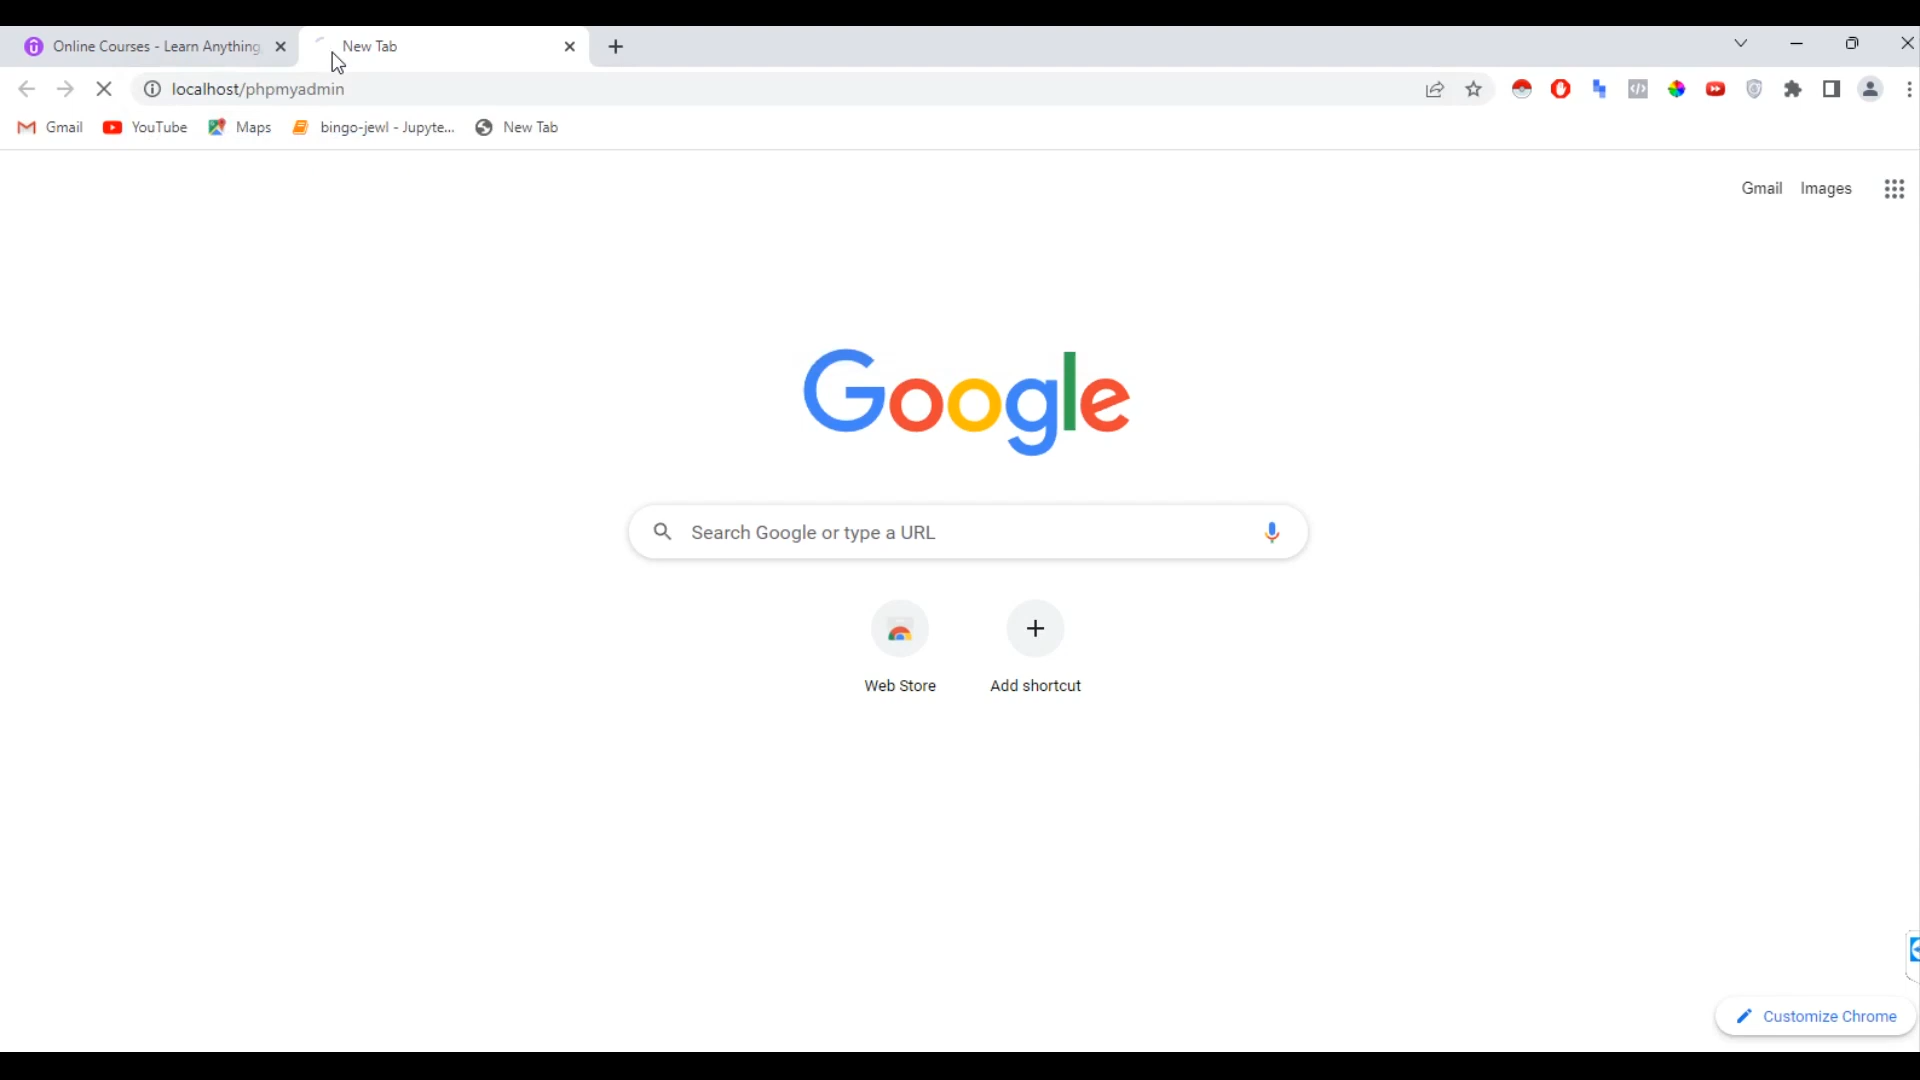 Online Courses - Learn Anything
New Tab
localhost/phpmyadmin
Gmail
YouTube
Maps
bingo-jewl - Jupyte...
New Tab
Gmail
Images
Google
Search Google or type a URL
Web Store
Add shortcut
Customize Chrome